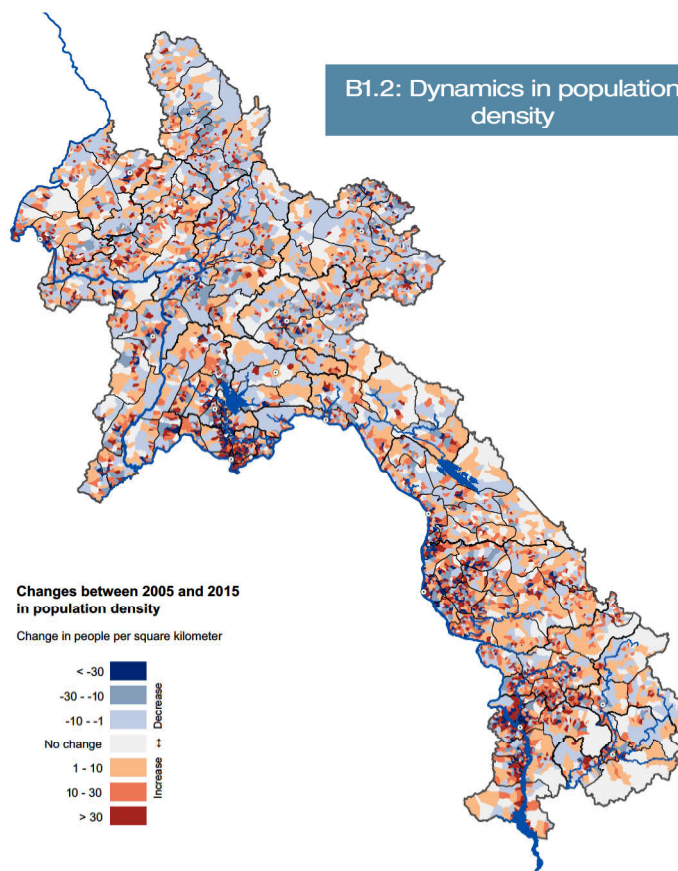 B1.2: Dynamics in population
density
Changes between 2005 and 2015
in population density
Change in people per square kilometer
< -30
-30 - -10
-10 - -1
No change
1 - 10
10 - 30
> 30
Decrease
↔
Increase